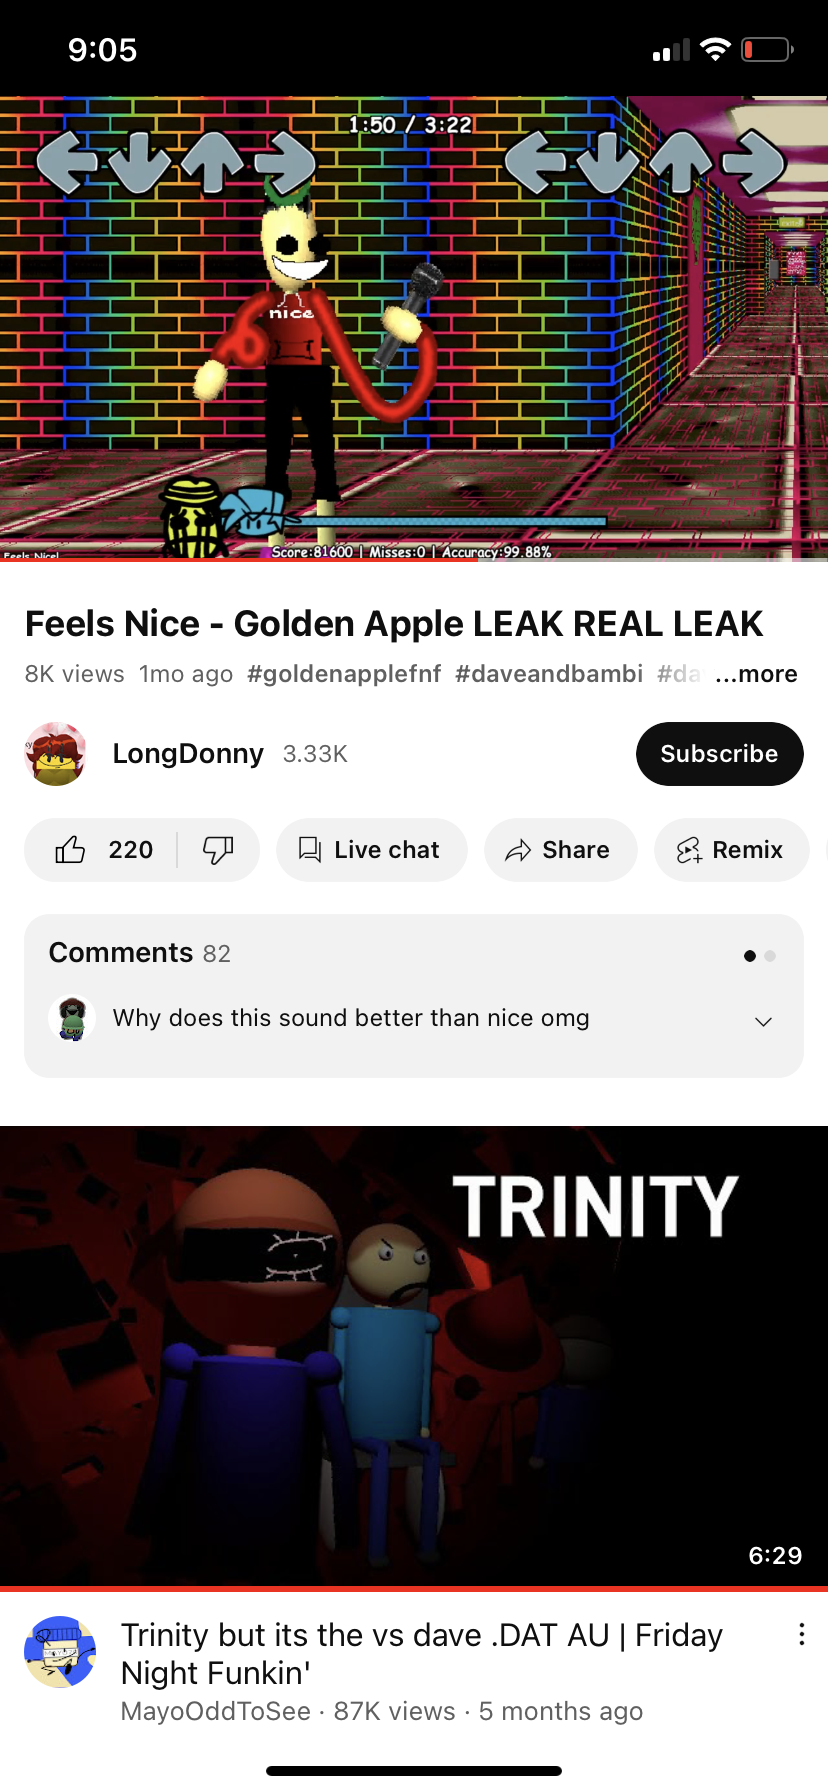 9:05
1:50 / 3:22
nice
Score:81600 | Misses:0 | Accuracy:99.88%
Feels Nice!
Feels Nice - Golden Apple LEAK REAL LEAK
8K views 1mo ago #goldenapplefnf #daveandbambi #da ...more
LongDonny 3.33K
Subscribe
220
Live chat
Share
Remix
Comments 82
Why does this sound better than nice omg
TRINITY
6:29
Trinity but its the vs dave .DAT AU | Friday
Night Funkin'
MayoOddToSee · 87K views · 5 months ago